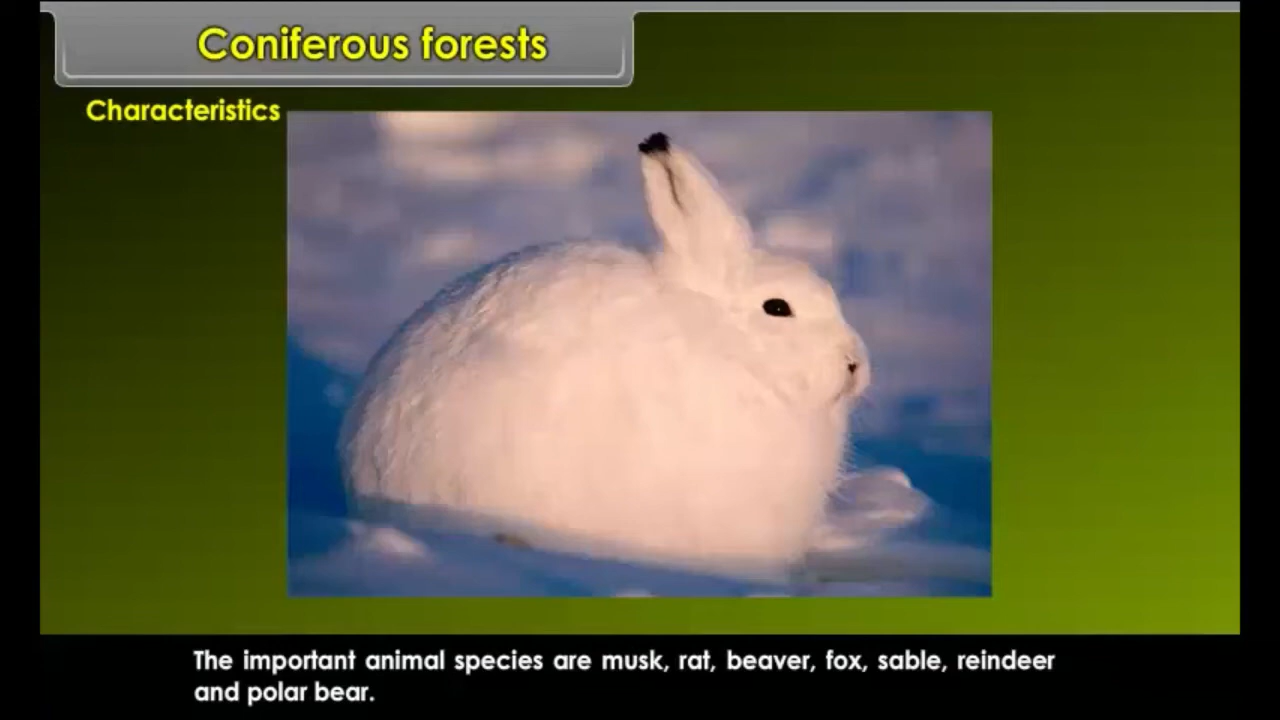 Coniferous forests
Characteristics
The important animal species are musk, rat, beaver, fox, sable, reindeer
and polar bear.